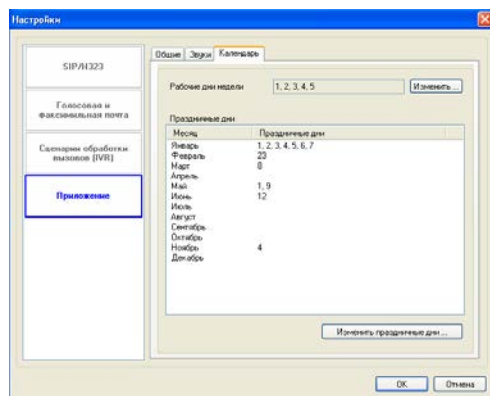 Настройки
SIP/H323
Голосовая и
факсимильная почта
Сценарии обработки
вызовов (IVR)
Приложение
Общие Звуки Календарь
Рабочие дни недели 1, 2, 3, 4, 5 Изменить ...
Праздничные дни
Месяц Праздничные дни
Январь 1, 2, 3, 4, 5, 6, 7
Февраль 23
Март 8
Апрель
Май 1, 9
Июнь 12
Июль
Август
Сентябрь
Октябрь
Ноябрь 4
Декабрь
Изменить праздничные дни ...
OK Отмена